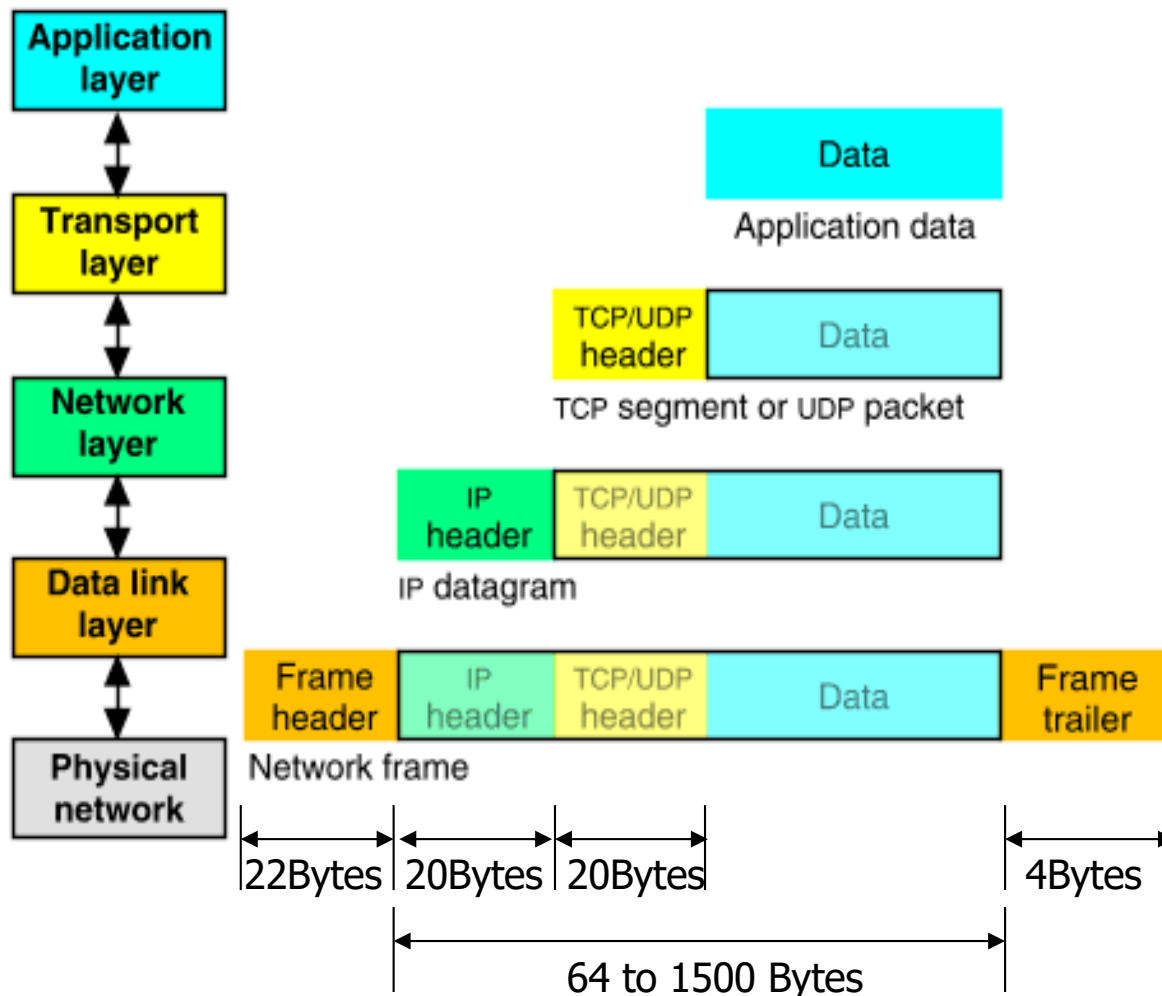 Application
layer
Data
Application data
Transport
layer
TCP/UDP
header
Data
TCP segment or UDP packet
Network
layer
IP
header
TCP/UDP
header
Data
IP datagram
Data link
layer
Frame
header
IP
header
TCP/UDP
header
Data
Frame
trailer
Network frame
Physical
network
22Bytes 20Bytes 20Bytes 4Bytes
64 to 1500 Bytes